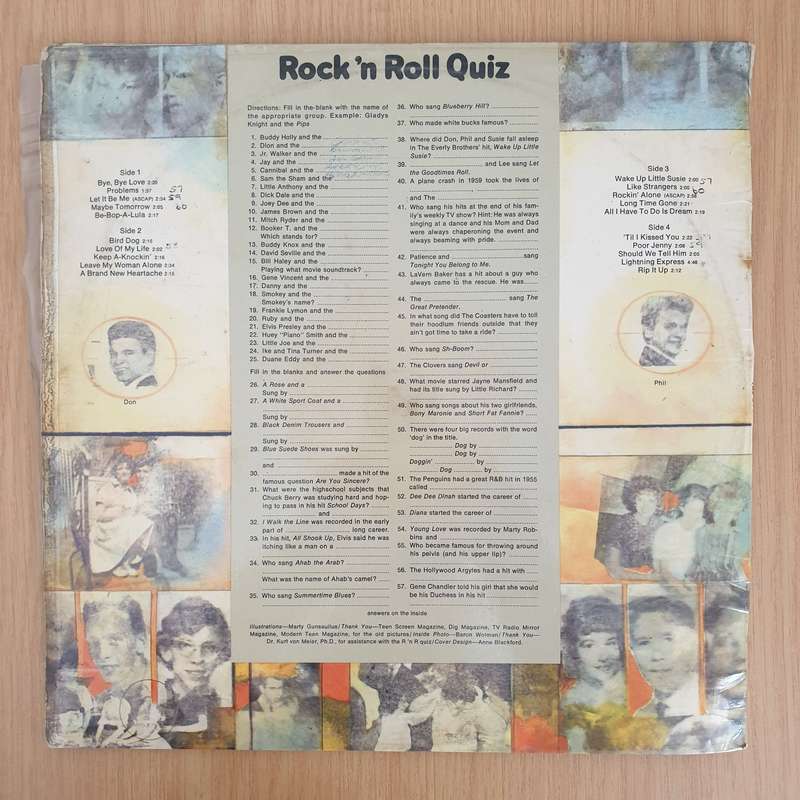 Rock 'n Roll Quiz
Side 1
Bye, Bye Love 2:20
Problems 1:57
Let It Be Me (ASCAP) 2:34
Maybe Tomorrow 2:05
Be-Bop-A-Lula 2:17
57
59
60
Side 2
Bird Dog 2:15
Love Of My Life 2:02
Keep A-Knockin' 2:16
Leave My Woman Alone 2:34
A Brand New Heartache 2:15
Don
Directions: Fill in the-blank with the name of
the appropriate group. Example: Gladys
Knight and the Pips
1. Buddy Holly and the
2. Dion and the
3. Jr. Walker and the
4. Jay and the
5. Cannibal and the
6. Sam the Sham and the
7. Little Anthony and the
8. Dick Dale and the
9. Joey Dee and the
10. James Brown and the
11. Mitch Ryder and the
12. Booker T. and the
Which stands for?
13. Buddy Knox and the
14. David Seville and the
15. Bill Haley and the
Playing what movie soundtrack?
16. Gene Vincent and the
17. Danny and the
18. Smokey and the
Smokey's name?
19. Frankie Lymon and the
20. Ruby and the
21. Elvis Presley and the
22. Huey "Piano" Smith and the
23. Little Joe and the
24. Ike and Tina Turner and the
25. Duane Eddy and the
Fill in the blanks and answer the questions
26. A Rose and a
Sung by
27. A White Sport Coat and a
Sung by
28. Black Denim Trousers and
Sung by
29. Blue Suede Shoes was sung by
and
30. made a hit of the
famous question Are You Sincere?
31. What were the highschool subjects that
Chuck Berry was studying hard and hop-
ing to pass in his hit School Days?
and
32. I Walk the Line was recorded in the early
part of long career.
33. In his hit, All Shook Up, Elvis said he was
itching like a man on a
34. Who sang Ahab the Arab?
What was the name of Ahab's camel?
35. Who sang Summertime Blues?
36. Who sang Blueberry Hill?
37. Who made white bucks famous?
38. Where did Don, Phil and Susie fall asleep
in The Everly Brothers' hit, Wake Up Little
Susie?
39. and Lee sang Let
the Goodtimes Roll.
40. A plane crash in 1959 took the lives of
and The
41. Who sang his hits at the end of his fam-
ily's weekly TV show? Hint: He was always
singing at a dance and his Mom and Dad
were always chaperoning the event and
always beaming with pride.
42. Patience and sang
Tonight You Belong to Me.
43. LaVern Baker has a hit about a guy who
always came to the rescue. He was
44. The sang The
Great Pretender.
45. In what song did The Coasters have to tell
their hoodlum friends outside that they
ain't got time to take a ride?
46. Who sang Sh-Boom?
47. The Clovers sang Devil or
48. What movie starred Jayne Mansfield and
had its title sung by Little Richard?
49. Who sang songs about his two girlfriends,
Bony Maronie and Short Fat Fannie?
50. There were four big records with the word
'dog' in the title.
Dog by
Dog by
Doggin' by
Dog by
51. The Penguins had a great R&B hit in 1955
called
52. Dee Dee Dinah started the career of
53. Diana started the career of
54. Young Love was recorded by Marty Rob-
bins and
55. Who became famous for throwing around
his pelvis (and his upper lip)?
56. The Hollywood Argyles had a hit with
57. Gene Chandler told his girl that she would
be his Duchess in his hit
answers on the inside
Illustrations—Marty Gunsaullus/Thank You—Teen Screen Magazine, Dig Magazine, TV Radio Mirror
Magazine, Modern Teen Magazine, for the old pictures/Inside Photo—Baron Wolman/Thank You—
Dr. Kurt von Meier, Ph.D., for assistance with the R 'n R quiz/Cover Design—Anne Blackford.
Side 3
Wake Up Little Susie 2:00
Like Strangers 2:00
Rockin' Alone (ASCAP)
Long Time Gone 2:21
All I Have To Do Is Dream 2:19
57
60
Side 4
'Til I Kissed You 2:22
Poor Jenny 2:08
Should We Tell Him 2:05
Lightning Express 4:48
Rip It Up 2:12
59
Phil